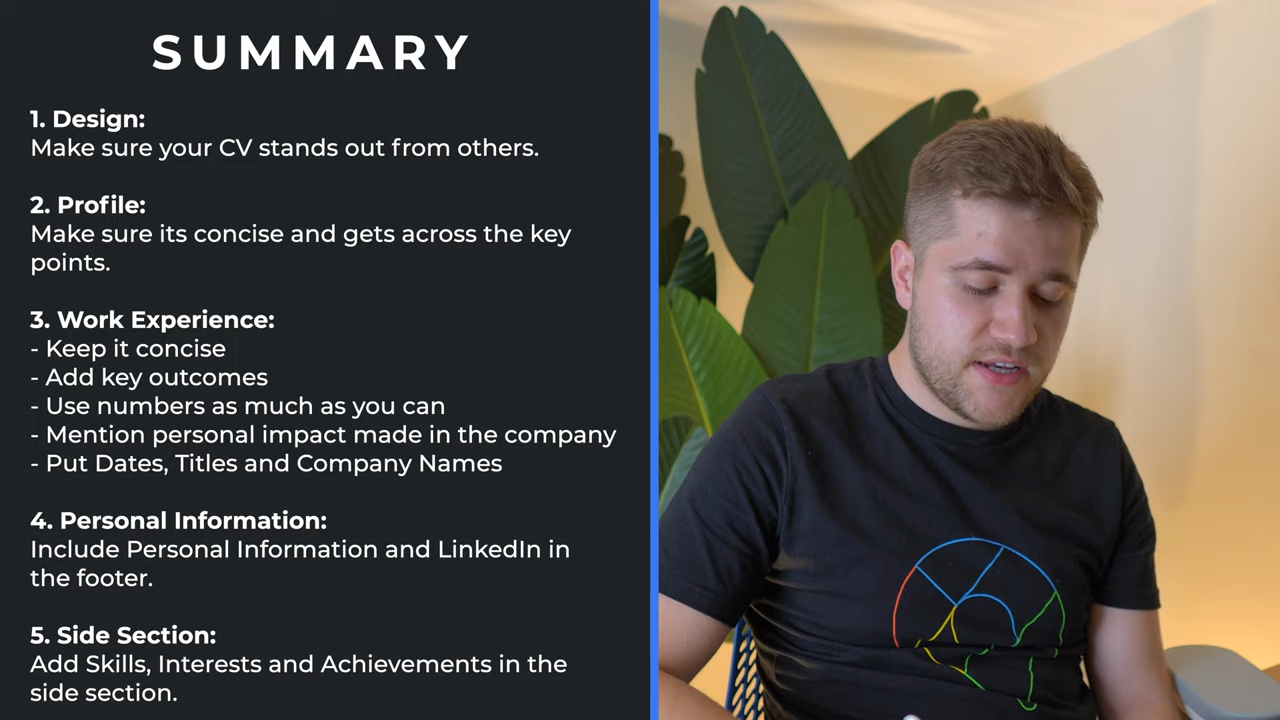 SUMMARY
1. Design:
Make sure your CV stands out from others.
2. Profile:
Make sure its concise and gets across the key
points.
3. Work Experience:
- Keep it concise
- Add key outcomes
- Use numbers as much as you can
- Mention personal impact made in the company
- Put Dates, Titles and Company Names
4. Personal Information:
Include Personal Information and LinkedIn in
the footer.
5. Side Section:
Add Skills, Interests and Achievements in the
side section.